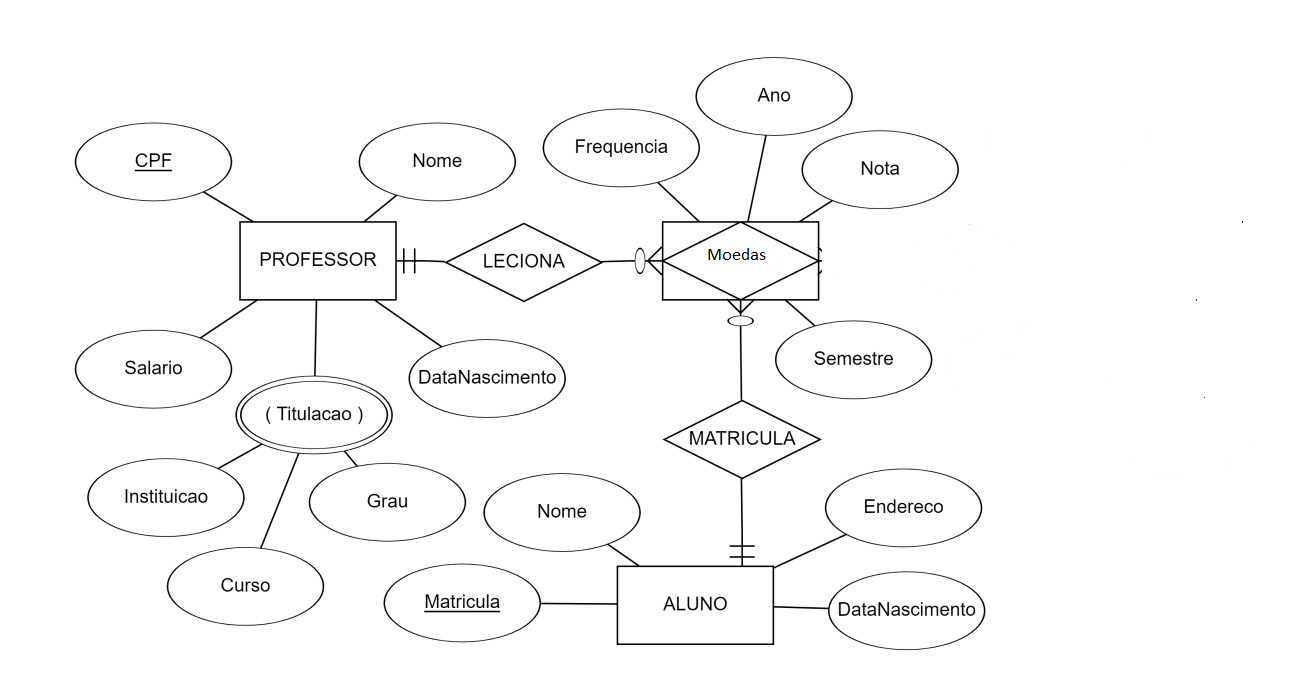 Ano
Frequencia
CPF
Nome
Nota
PROFESSOR
LECIONA
Moedas
Salario
DataNascimento
Semestre
( Titulacao )
MATRICULA
Instituicao
Grau
Nome
Endereco
Curso
Matricula
ALUNO
DataNascimento